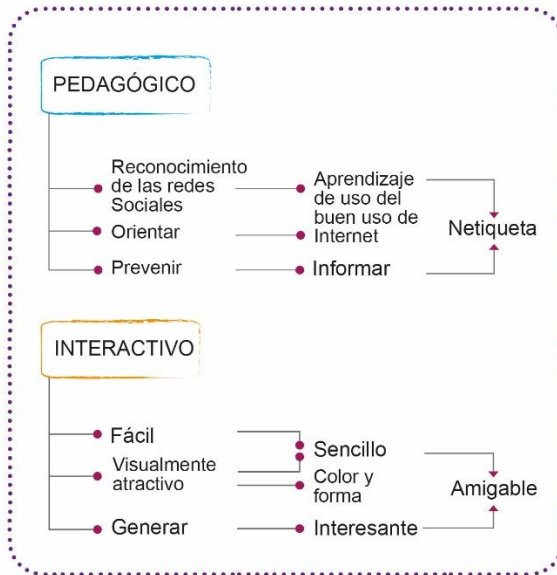 PEDAGÓGICO
Reconocimiento
de las redes
Sociales
Orientar
Prevenir
Aprendizaje
de uso del
buen uso de
Internet
Informar
Netiqueta
INTERACTIVO
Fácil
Visualmente
atractivo
Generar
Sencillo
Color y
forma
Interesante
Amigable